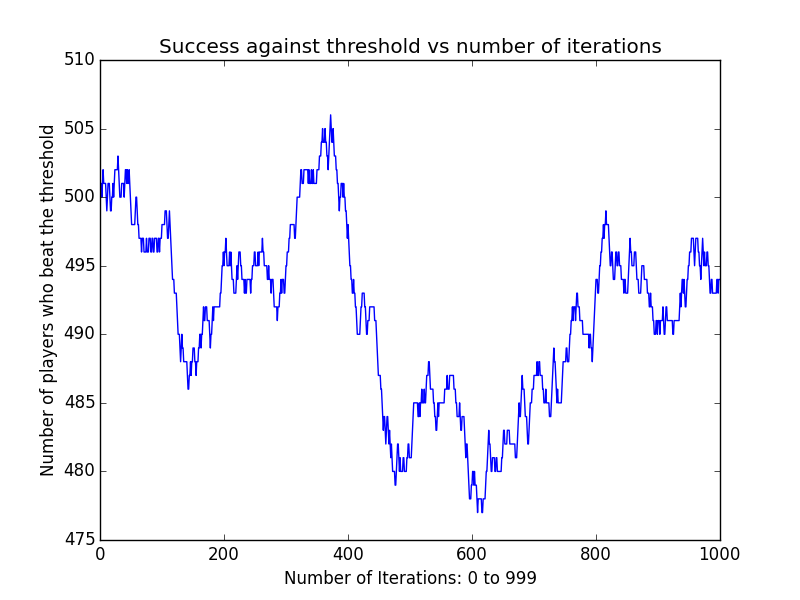 Success against threshold vs number of iterations
510
505
500
495
490
485
480
475
Number of players who beat the threshold
0 200 400 600 800 1000
Number of Iterations: 0 to 999